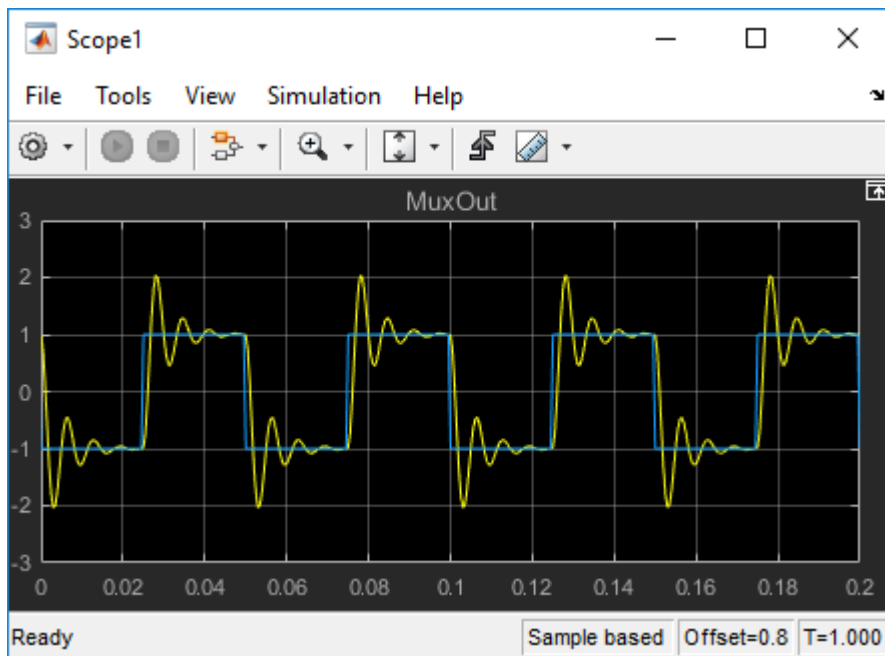 Scope1
File Tools View Simulation Help
MuxOut
3
2
1
0
-1
-2
-3
0 0.02 0.04 0.06 0.08 0.1 0.12 0.14 0.16 0.18 0.2
Ready Sample based Offset=0.8 T=1.000